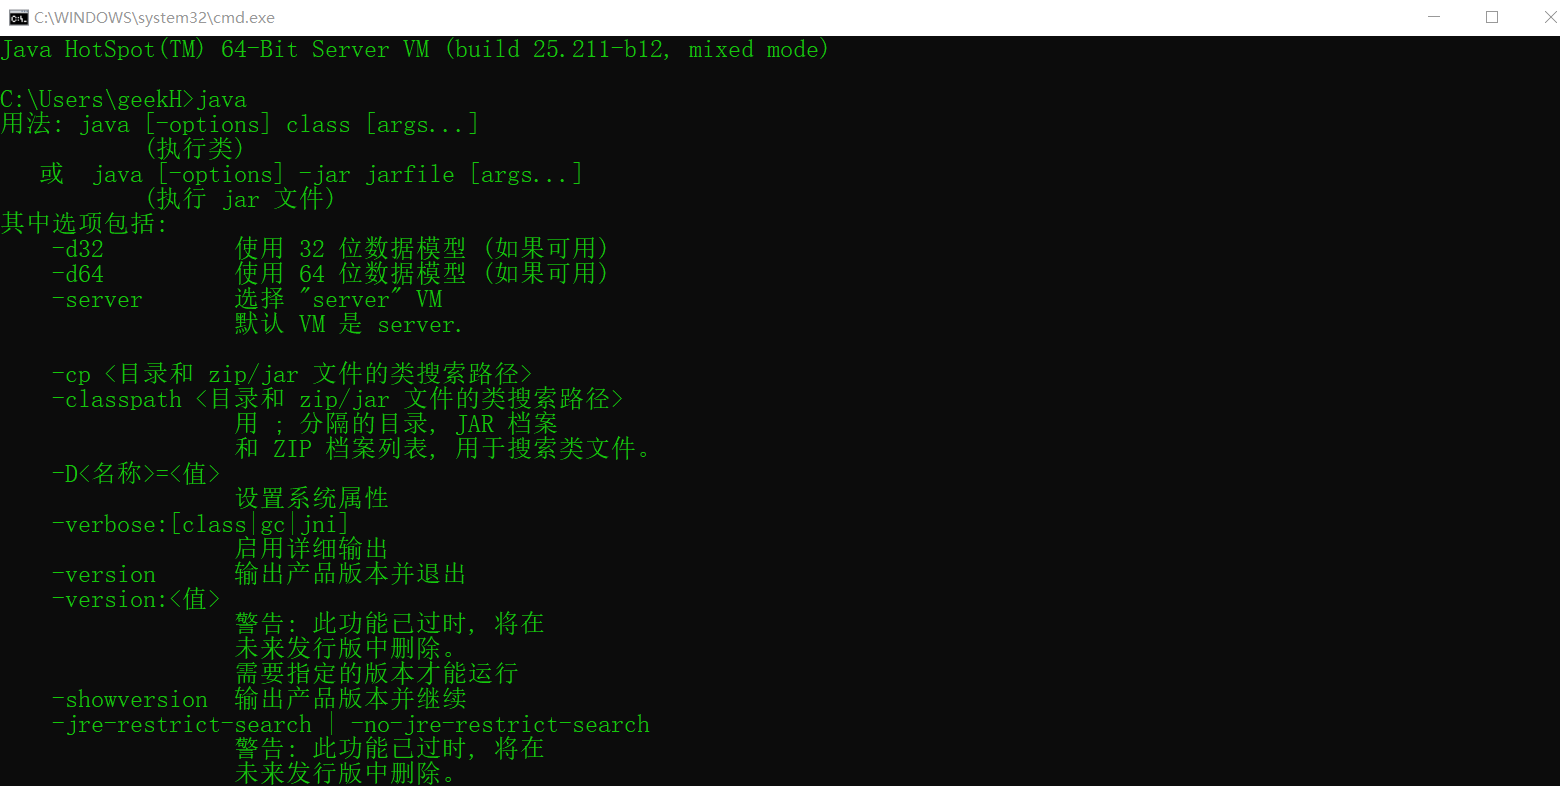 C:\WINDOWS\system32\cmd.exe
Java HotSpot(TM) 64-Bit Server VM (build 25.211-b12, mixed mode)
C:\Users\geekH>java
用法: java [-options] class [args...]
(执行类)
或  java [-options] -jar jarfile [args...]
(执行 jar 文件)
其中选项包括:
-d32 使用 32 位数据模型 (如果可用)
-d64 使用 64 位数据模型 (如果可用)
-server 选择 "server" VM
默认 VM 是 server.
-cp <目录和 zip/jar 文件的类搜索路径>
-classpath <目录和 zip/jar 文件的类搜索路径>
用 ; 分隔的目录, JAR 档案
和 ZIP 档案列表, 用于搜索类文件。
-D<名称>=<值>
设置系统属性
-verbose:[class|gc|jni]
启用详细输出
-version 输出产品版本并退出
-version:<值>
警告: 此功能已过时, 将在
未来发行版中删除。
需要指定的版本才能运行
-showversion 输出产品版本并继续
-jre-restrict-search | -no-jre-restrict-search
警告: 此功能已过时, 将在
未来发行版中删除。